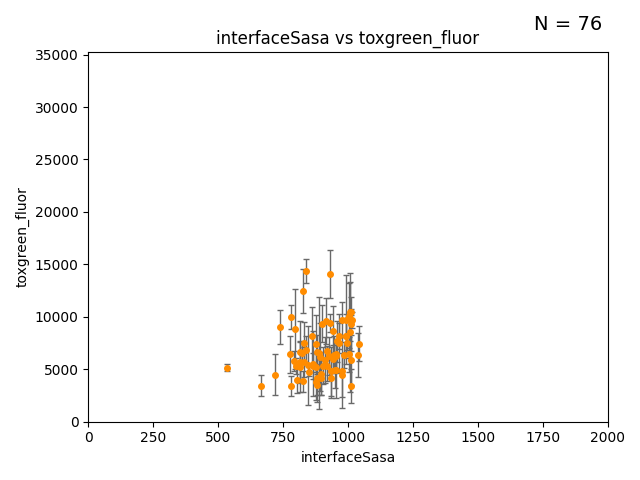 N = 76
interfaceSasa vs toxgreen_fluor
35000
30000
25000
20000
15000
10000
5000
0
toxgreen_fluor
0 250 500 750 1000 1250 1500 1750 2000
interfaceSasa